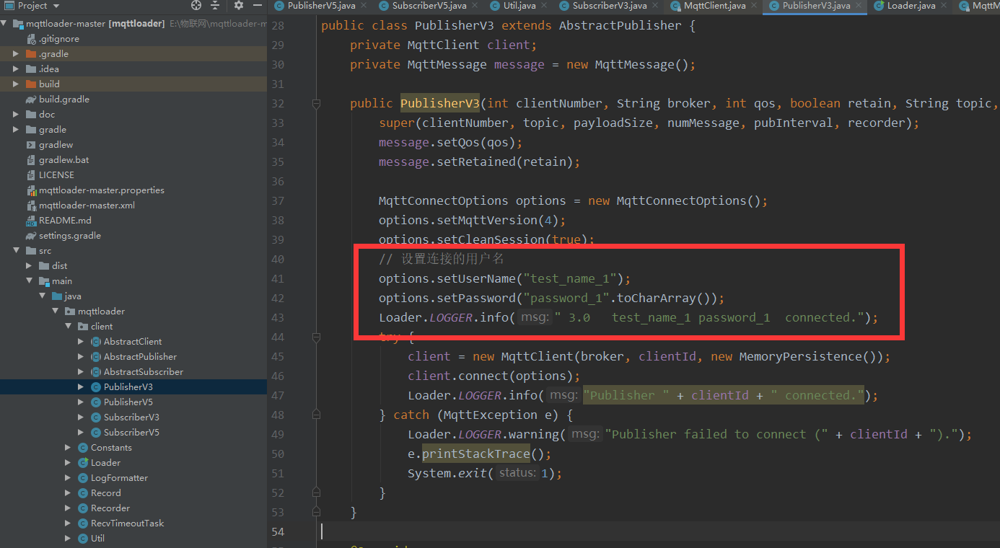 Project
PublisherV5.java
SubscriberV5.java
Util.java
SubscriberV3.java
MqttClient.java
PublisherV3.java
Loader.java
MqttM
mqttloader-master [mqttloader] E:\物联网\mqttloader-m
.gitignore
.gradle
.idea
build
build.gradle
doc
gradle
gradlew
gradlew.bat
LICENSE
mqttloader-master.properties
mqttloader-master.xml
README.md
settings.gradle
src
dist
main
java
mqttloader
client
AbstractClient
AbstractPublisher
AbstractSubscriber
PublisherV3
PublisherV5
SubscriberV3
SubscriberV5
Constants
Loader
LogFormatter
Record
Recorder
RecvTimeoutTask
Util
28 public class PublisherV3 extends AbstractPublisher {
29 private MqttClient client;
30 private MqttMessage message = new MqttMessage();
31
32 public PublisherV3(int clientNumber, String broker, int qos, boolean retain, String topic,
33 super(clientNumber, topic, payloadSize, numMessage, pubInterval, recorder);
34 message.setQos(qos);
35 message.setRetained(retain);
36
37 MqttConnectOptions options = new MqttConnectOptions();
38 options.setMqttVersion(4);
39 options.setCleanSession(true);
40 // 设置连接的用户名
41 options.setUserName("test_name_1");
42 options.setPassword("password_1".toCharArray());
43 Loader.LOGGER.info( msg: " 3.0   test_name_1 password_1  connected.");
44 try {
45 client = new MqttClient(broker, clientId, new MemoryPersistence());
46 client.connect(options);
47 Loader.LOGGER.info( msg: "Publisher " + clientId + " connected.");
48 } catch (MqttException e) {
49 Loader.LOGGER.warning( msg: "Publisher failed to connect (" + clientId + ").");
50 e.printStackTrace();
51 System.exit( status: 1);
52 }
53 }
54